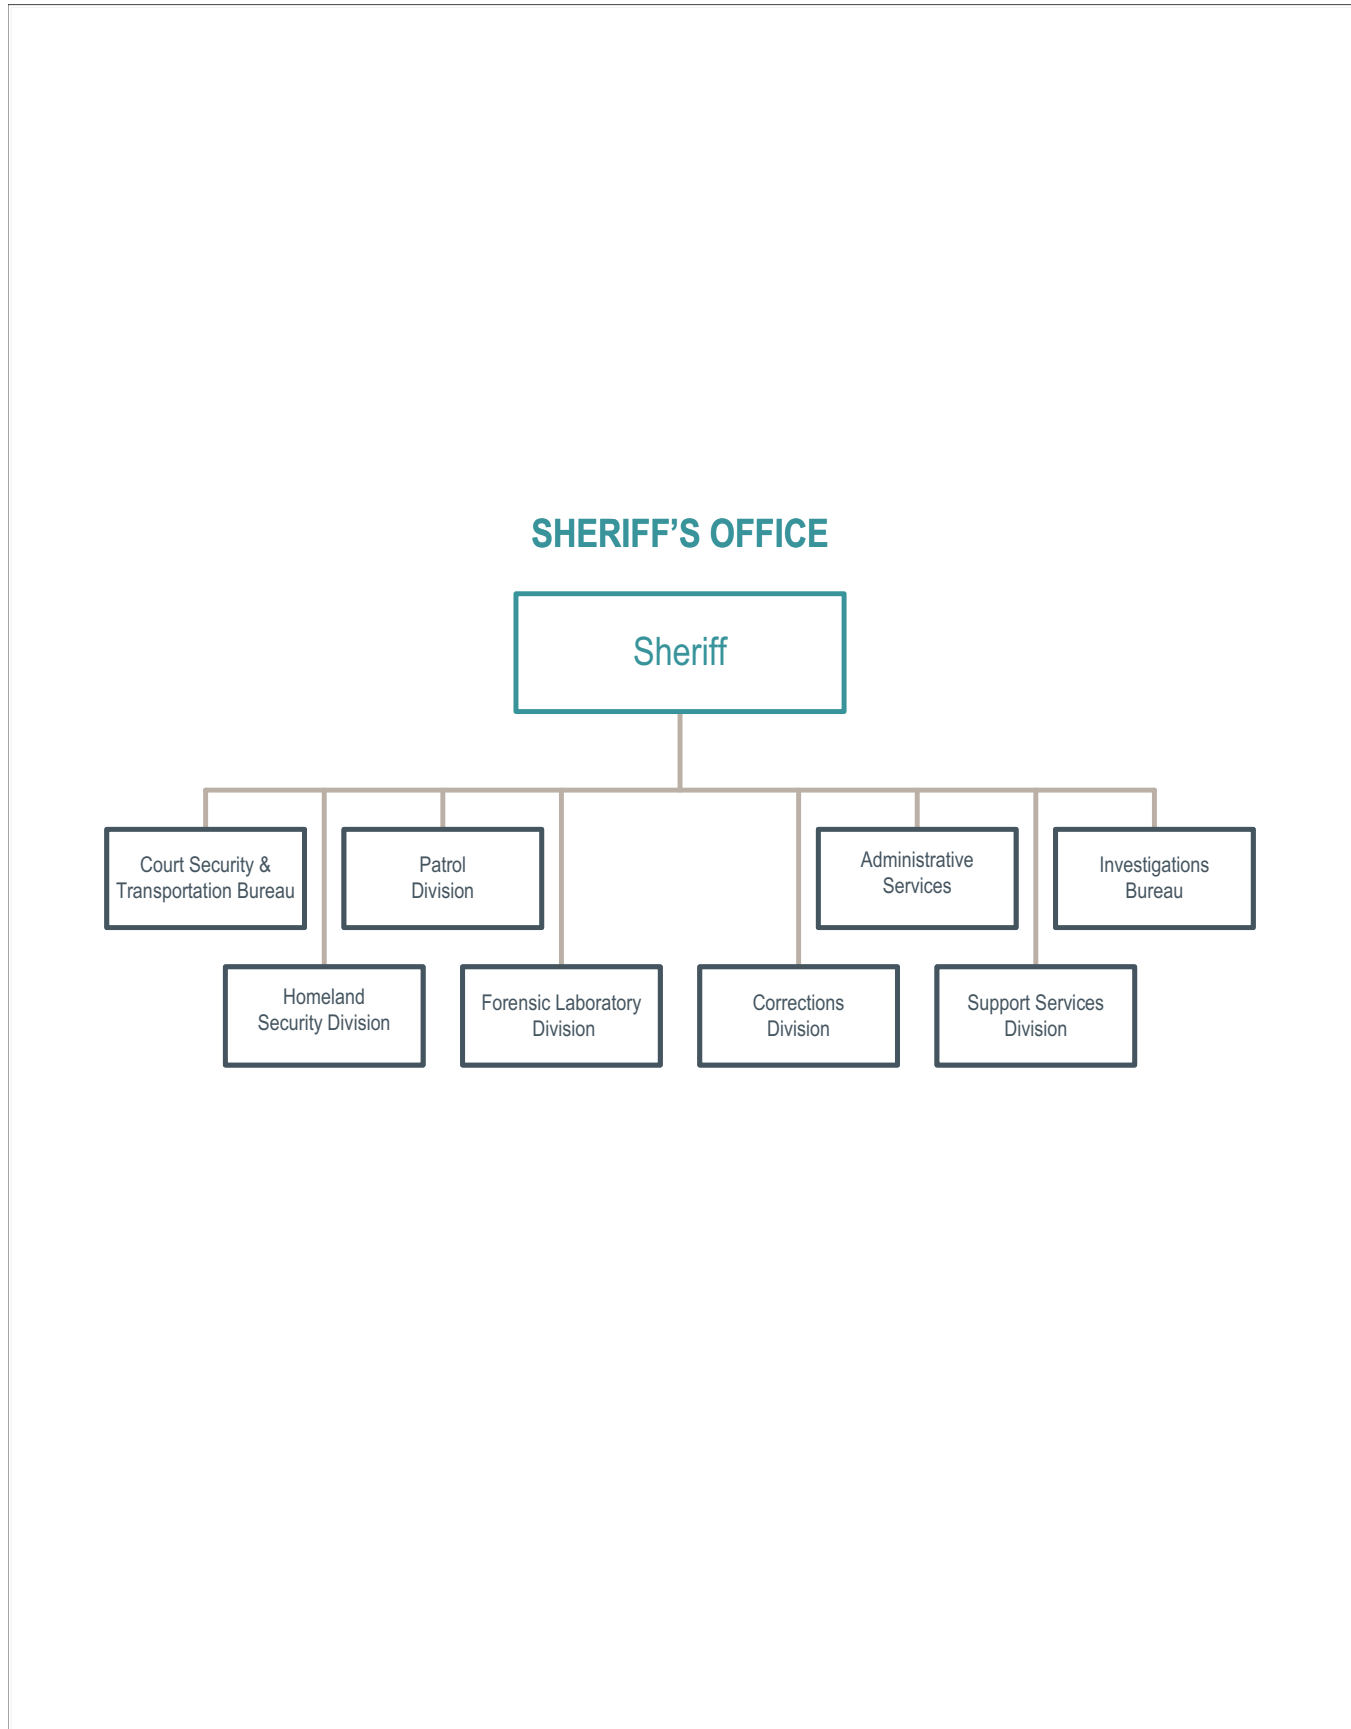 SHERIFF’S OFFICE
Sheriff
Court Security &
Transportation Bureau
Patrol
Division
Administrative
Services
Investigations
Bureau
Homeland
Security Division
Forensic Laboratory
Division
Corrections
Division
Support Services
Division